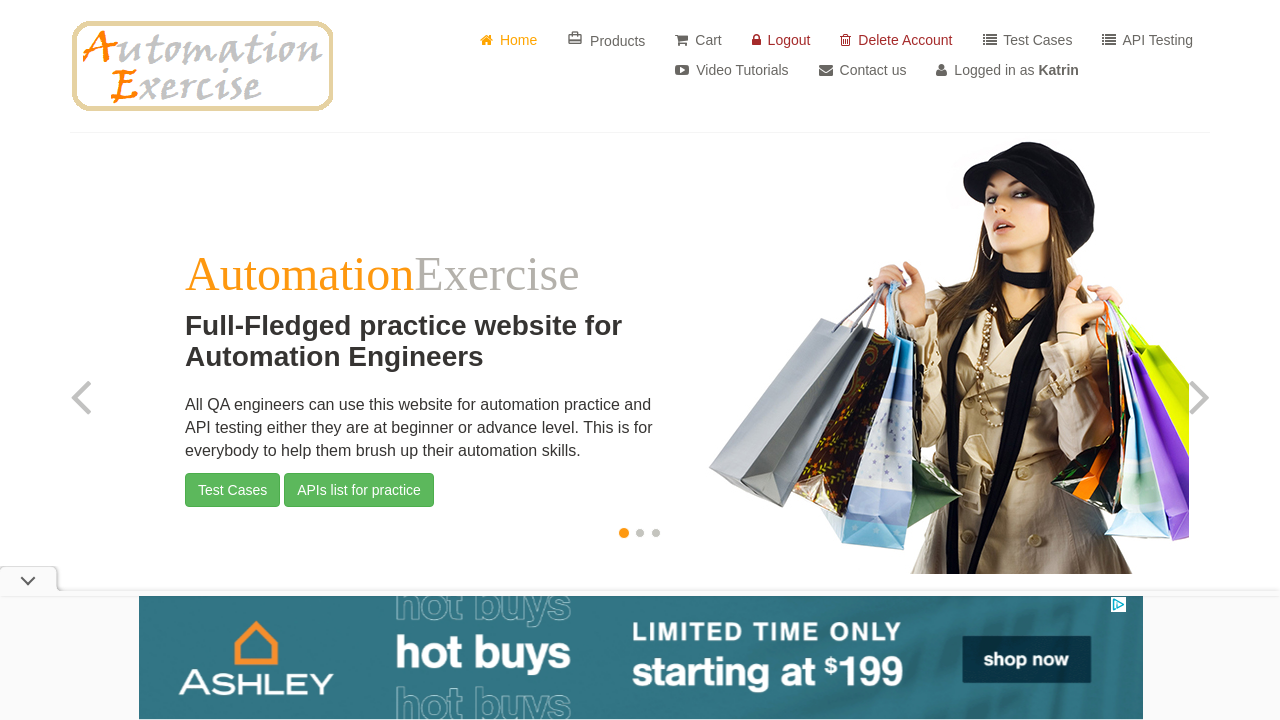 Automation
Exercise
Home Products Cart Logout Delete Account Test Cases API Testing
Video Tutorials Contact us Logged in as Katrin
AutomationExercise
Full-Fledged practice website for
Automation Engineers
All QA engineers can use this website for automation practice and
API testing either they are at beginner or advance level. This is for
everybody to help them brush up their automation skills.
Test Cases APIs list for practice
hot buys
ASHLEY
hot buys
hot buys
LIMITED TIME ONLY
starting at $199
shop now